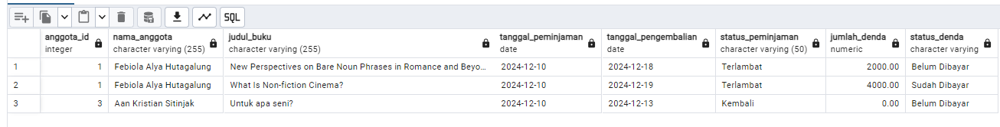 SQL
anggota_id nama_anggota judul_buku tanggal_peminjaman tanggal_pengembalian status_peminjaman jumlah_denda status_denda
integer character varying (255) character varying (255) date date character varying (50) numeric character varying
1 1 Febiola Alya Hutagalung New Perspectives on Bare Noun Phrases in Romance and Beyo... 2024-12-10 2024-12-18 Terlambat 2000.00 Belum Dibayar
2 1 Febiola Alya Hutagalung What Is Non-fiction Cinema? 2024-12-10 2024-12-19 Terlambat 4000.00 Sudah Dibayar
3 3 Aan Kristian Sitinjak Untuk apa seni? 2024-12-10 2024-12-13 Kembali 0.00 Belum Dibayar